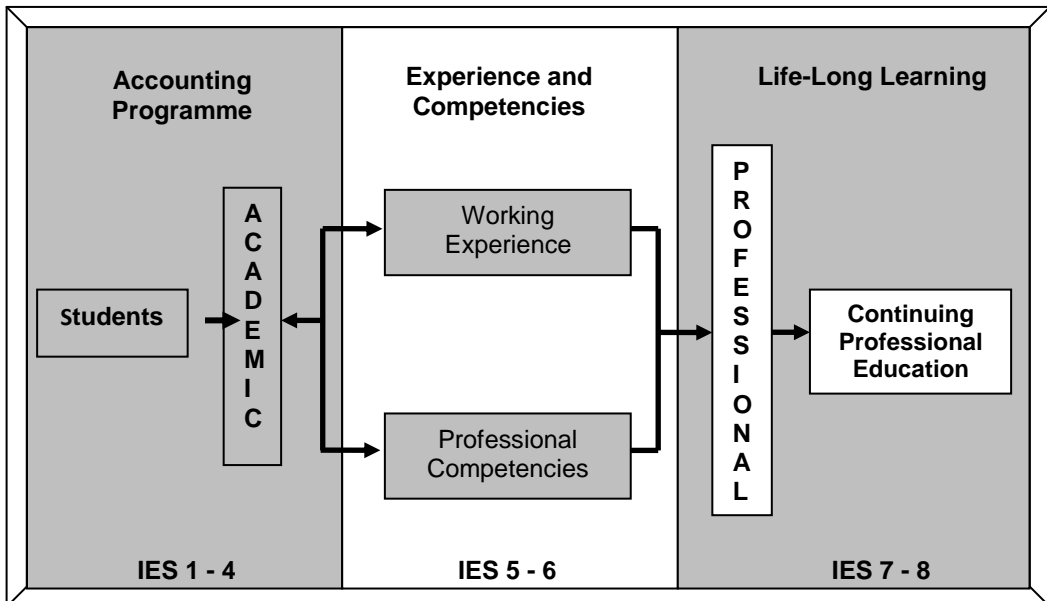 Accounting
Programme
Experience and
Competencies
Life-Long Learning
Students
A
C
A
D
E
M
I
C
Working
Experience
Professional
Competencies
P
R
O
F
E
S
S
I
O
N
A
L
Continuing
Professional
Education
IES 1 - 4
IES 5 - 6
IES 7 - 8